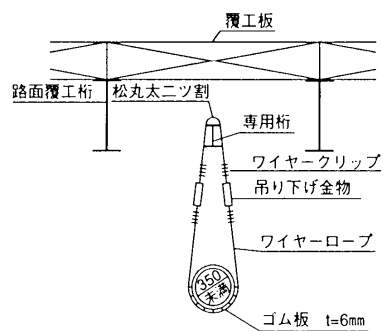 覆工板
路面覆工桁
松丸太二ツ割
専用桁
ワイヤークリップ
吊り下げ金物
ワイヤーロープ
350
未満
ゴム板 t=6mm